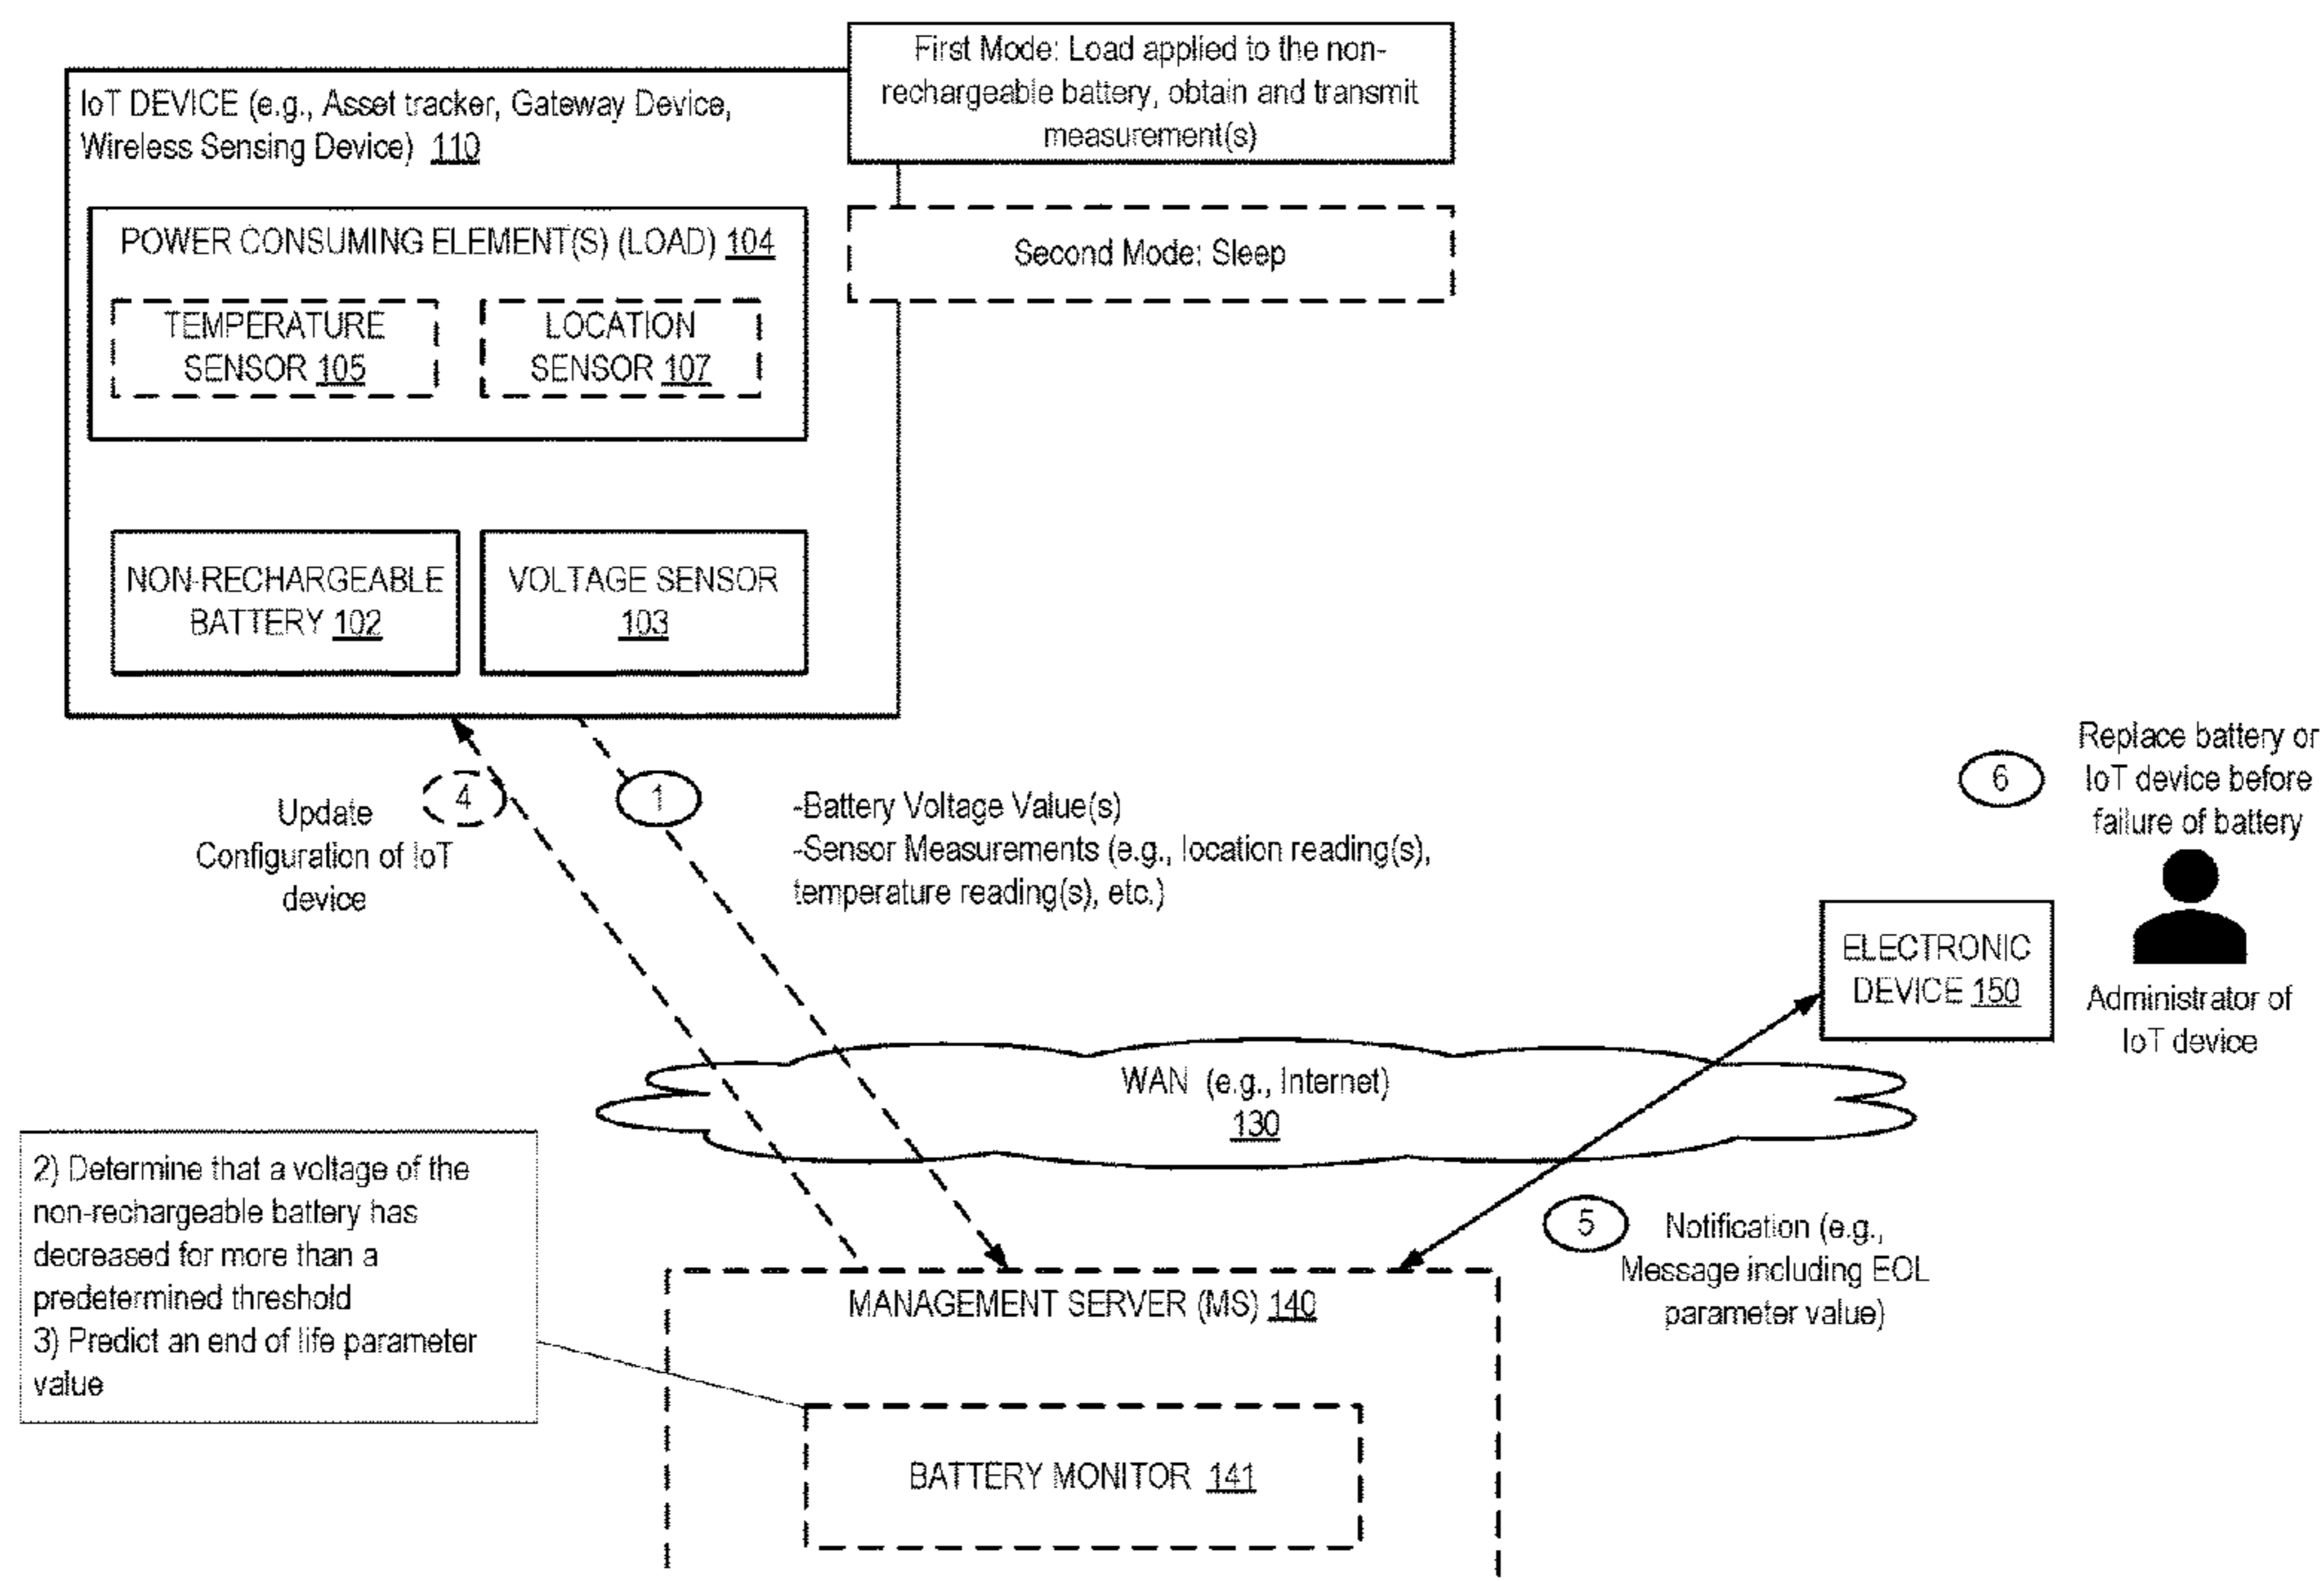 First Mode: Load applied to the non-
rechargeable battery, obtain and transmit
measurement(s)
IoT DEVICE (e.g., Asset tracker, Gateway Device,
Wireless Sensing Device) 110
Second Mode: Sleep
POWER CONSUMING ELEMENT(S) (LOAD) 104
TEMPERATURE
SENSOR 105
LOCATION
SENSOR 107
NON-RECHARGEABLE
BATTERY 102
VOLTAGE SENSOR
103
4
Update
Configuration of IoT
device
1
-Battery Voltage Value(s)
-Sensor Measurements (e.g., location reading(s),
temperature reading(s), etc.)
6
Replace battery or
IoT device before
failure of battery
ELECTRONIC
DEVICE 150
Administrator of
IoT device
WAN (e.g., Internet)
130
2) Determine that a voltage of the
non-rechargeable battery has
decreased for more than a
predetermined threshold
3) Predict an end of life parameter
value
5
Notification (e.g.,
Message including EOL
parameter value)
MANAGEMENT SERVER (MS) 140
BATTERY MONITOR 141